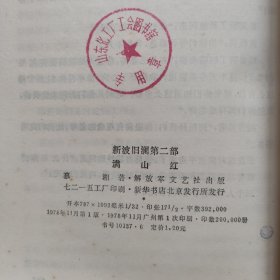 山东化工厂工会图书馆
专用章
新波旧澜第二部
满山红
慕湘著·解放军文艺社出版
七二一五工厂印刷·新华书店北京发行所发行
开本787×1092毫米1/32·印张17 1/8·字数392,000
1978年11月第1版·1978年11月广州第1次印刷·印数200,000册
书号10137·6 定价1.20元